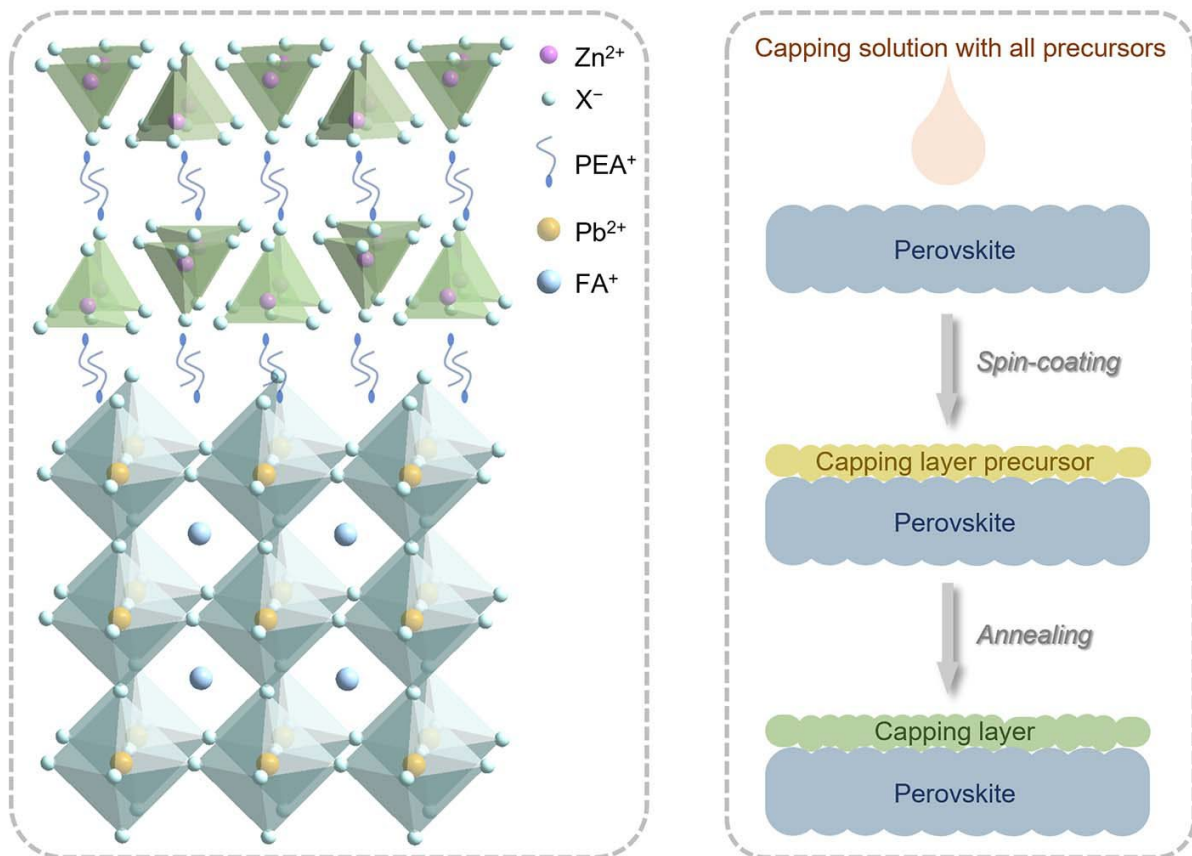 Zn²⁺
X⁻
PEA⁺
Pb²⁺
FA⁺
Capping solution with all precursors
Perovskite
Spin-coating
Capping layer precursor
Perovskite
Annealing
Capping layer
Perovskite